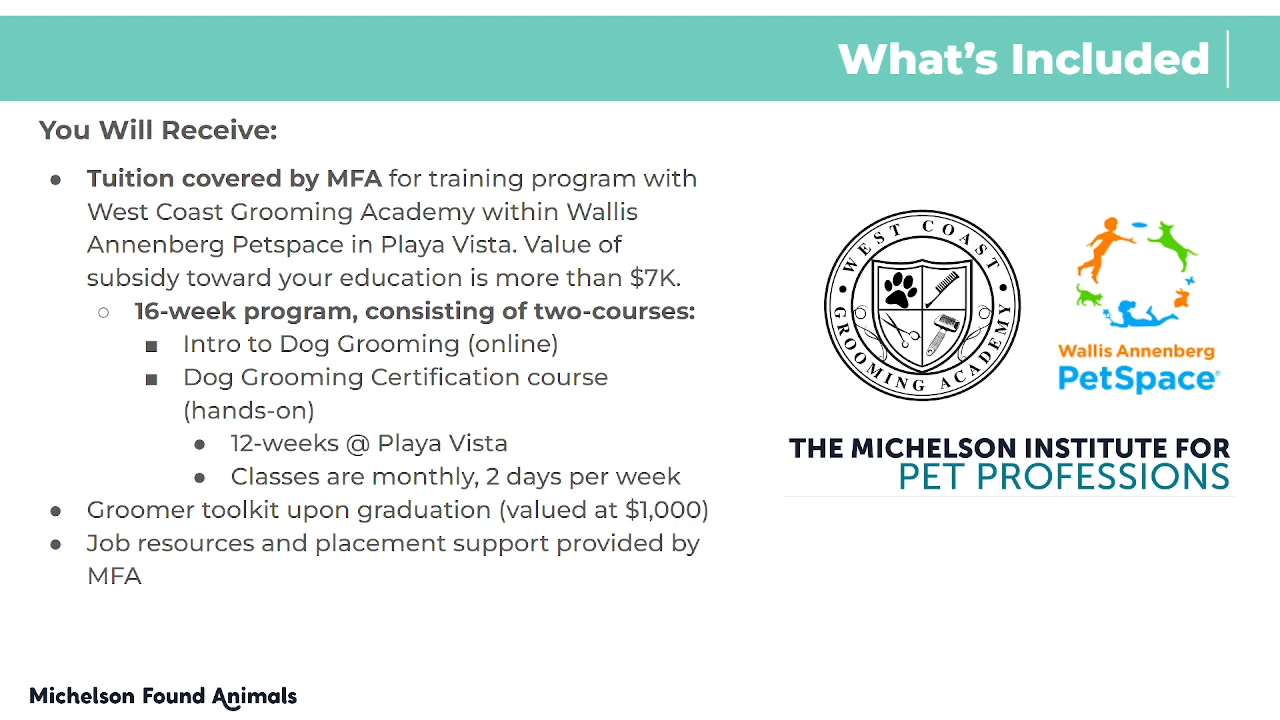 What's Included
You Will Receive:
● Tuition covered by MFA for training program with
West Coast Grooming Academy within Wallis
Annenberg Petspace in Playa Vista. Value of
subsidy toward your education is more than $7K.
○ 16-week program, consisting of two-courses:
■ Intro to Dog Grooming (online)
■ Dog Grooming Certification course
(hands-on)
● 12-weeks @ Playa Vista
● Classes are monthly, 2 days per week
● Groomer toolkit upon graduation (valued at $1,000)
● Job resources and placement support provided by
MFA
• WEST COAST •
GROOMING ACADEMY
Wallis Annenberg
PetSpace®
THE MICHELSON INSTITUTE FOR
PET PROFESSIONS
Michelson Found Animals